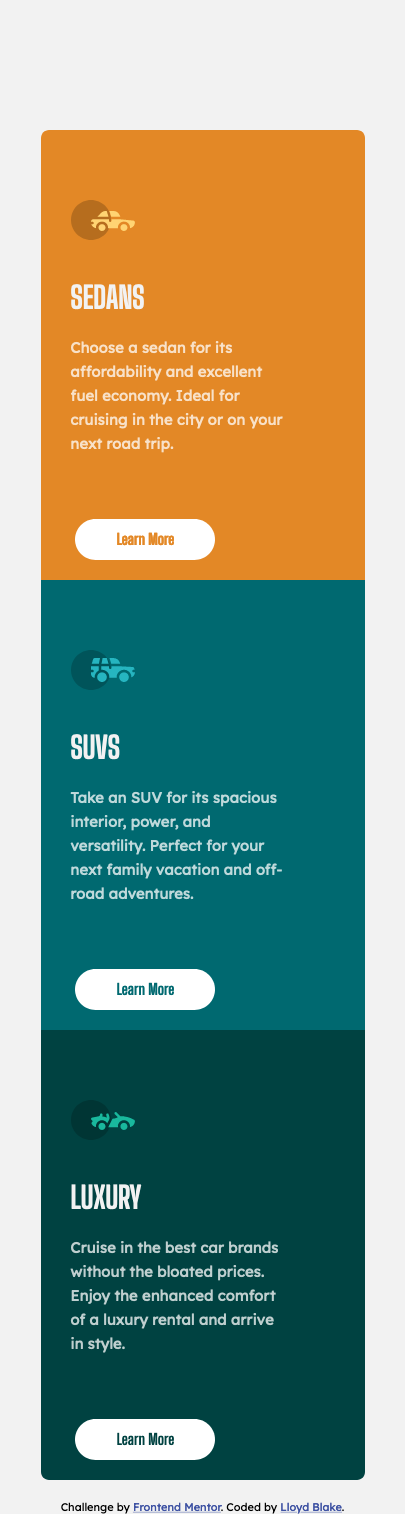 SEDANS
Choose a sedan for its
affordability and excellent
fuel economy. Ideal for
cruising in the city or on your
next road trip.
Learn More
SUVS
Take an SUV for its spacious
interior, power, and
versatility. Perfect for your
next family vacation and off-
road adventures.
Learn More
LUXURY
Cruise in the best car brands
without the bloated prices.
Enjoy the enhanced comfort
of a luxury rental and arrive
in style.
Learn More
Challenge by Frontend Mentor. Coded by Lloyd Blake.